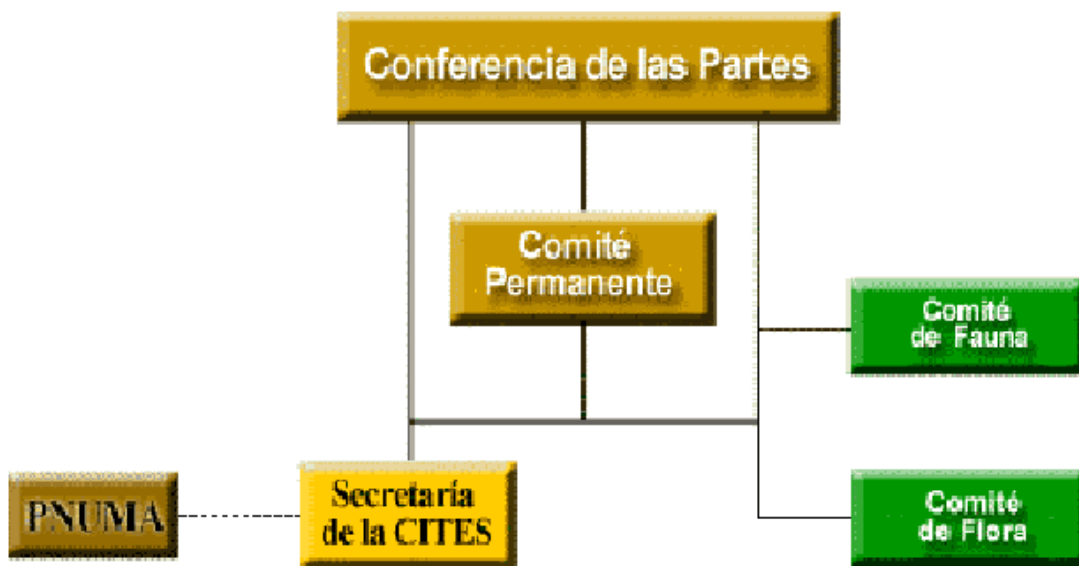 Conferencia de las Partes
Comité
Permanente
Comité
de Fauna
PNUMA
Secretaría
de la CITES
Comité
de Flora